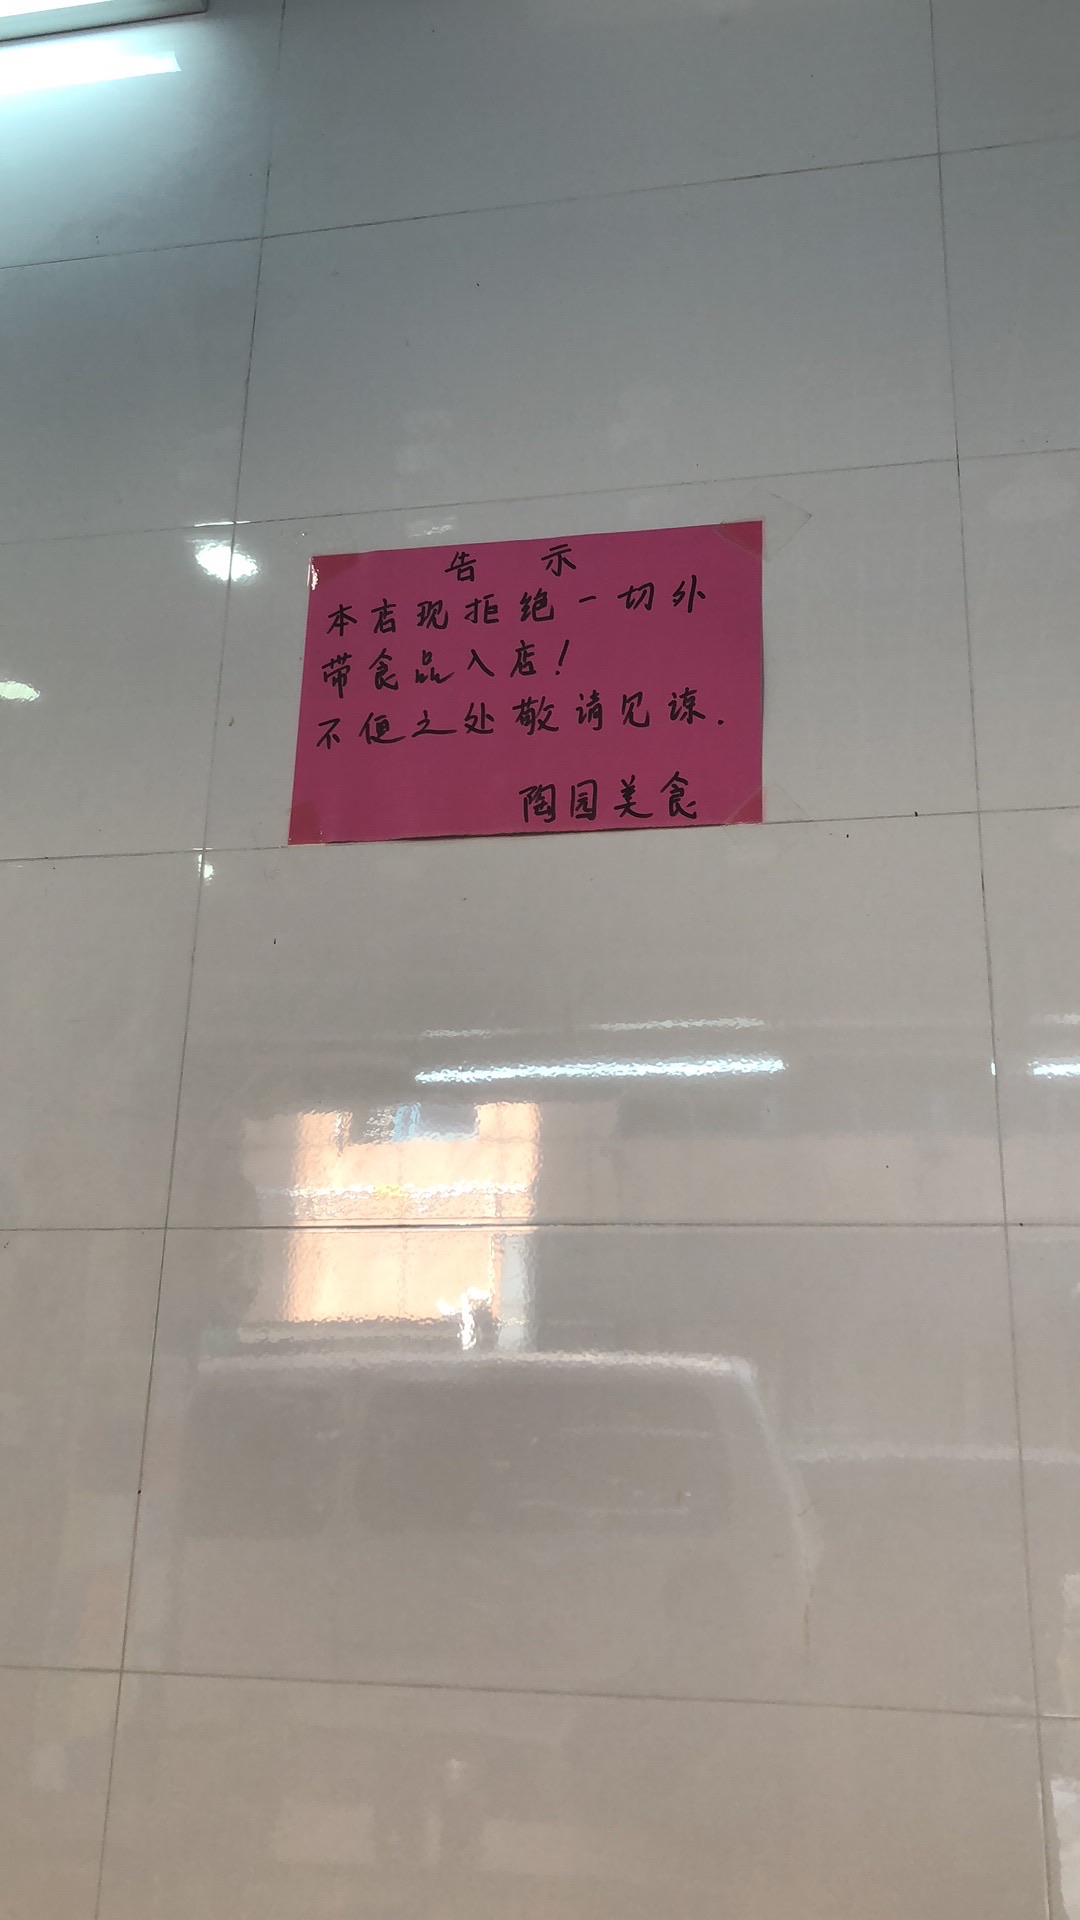 告 示
本店现拒绝一切外
带食品入店！
不便之处敬请见谅.
陶园美食